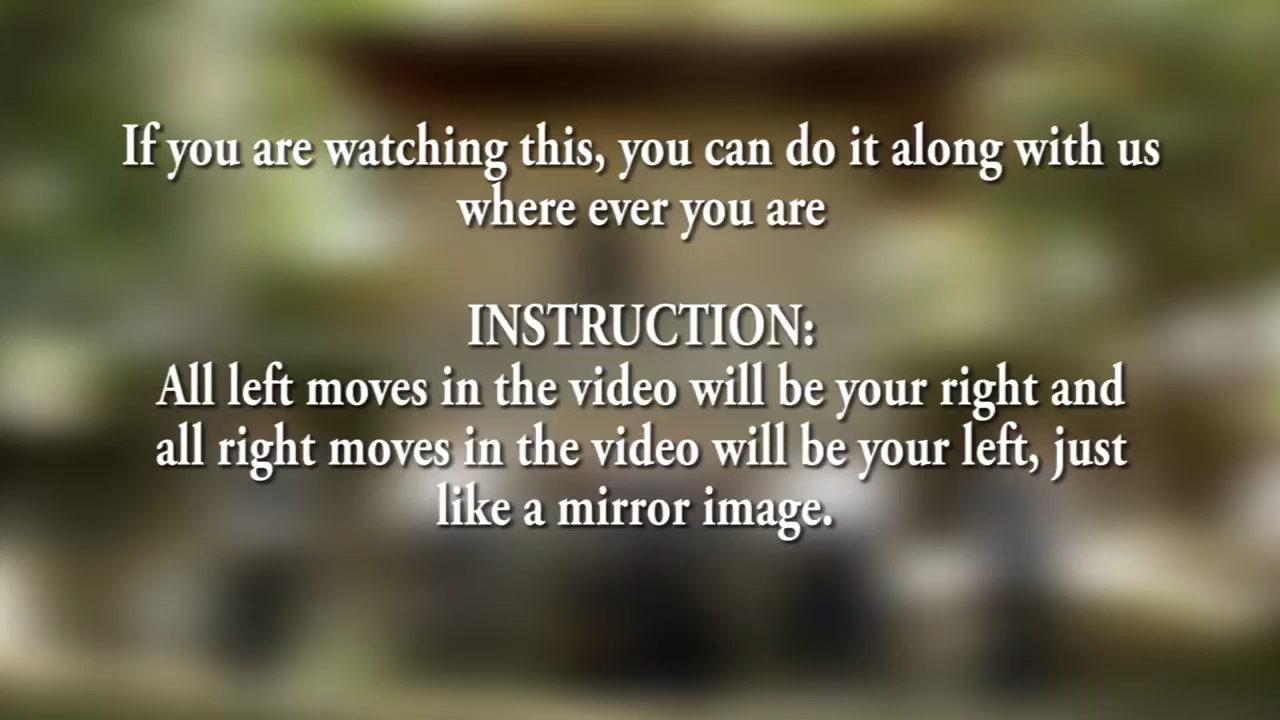 If you are watching this, you can do it along with us
where ever you are
INSTRUCTION:
All left moves in the video will be your right and
all right moves in the video will be your left, just
like a mirror image.